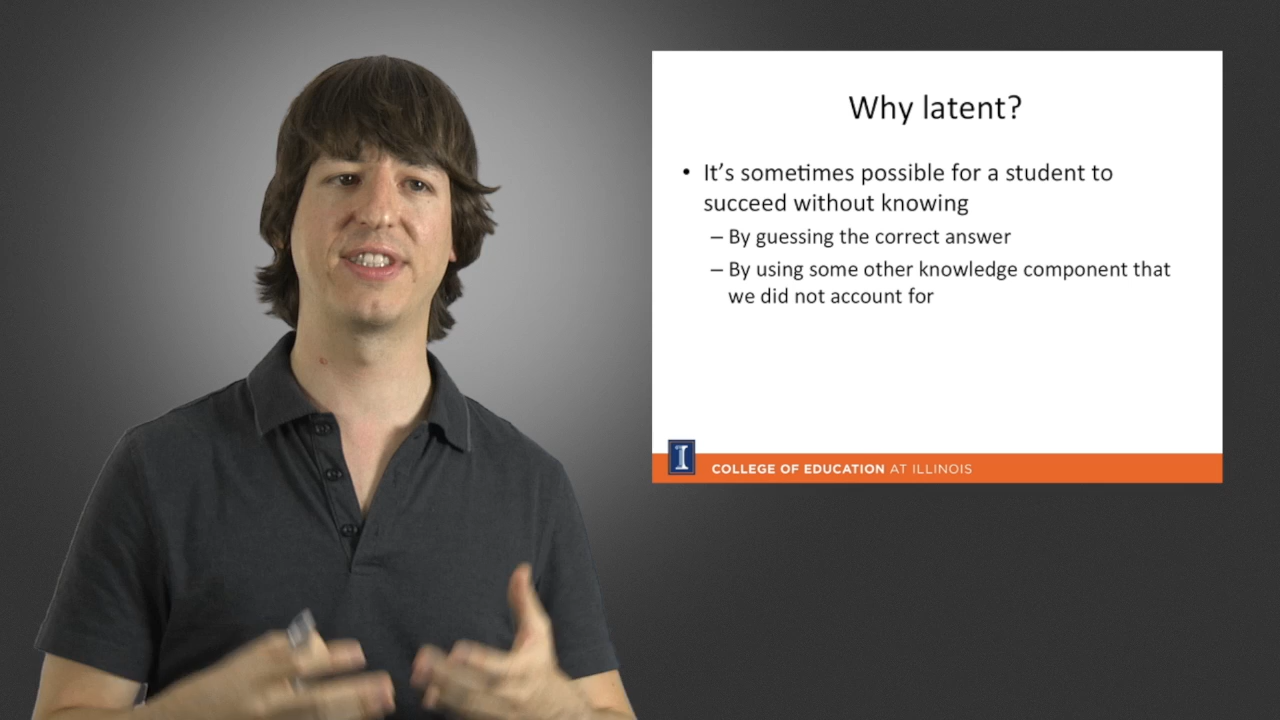 Why latent?
• It’s sometimes possible for a student to
succeed without knowing
– By guessing the correct answer
– By using some other knowledge component that
we did not account for
I COLLEGE OF EDUCATION AT ILLINOIS